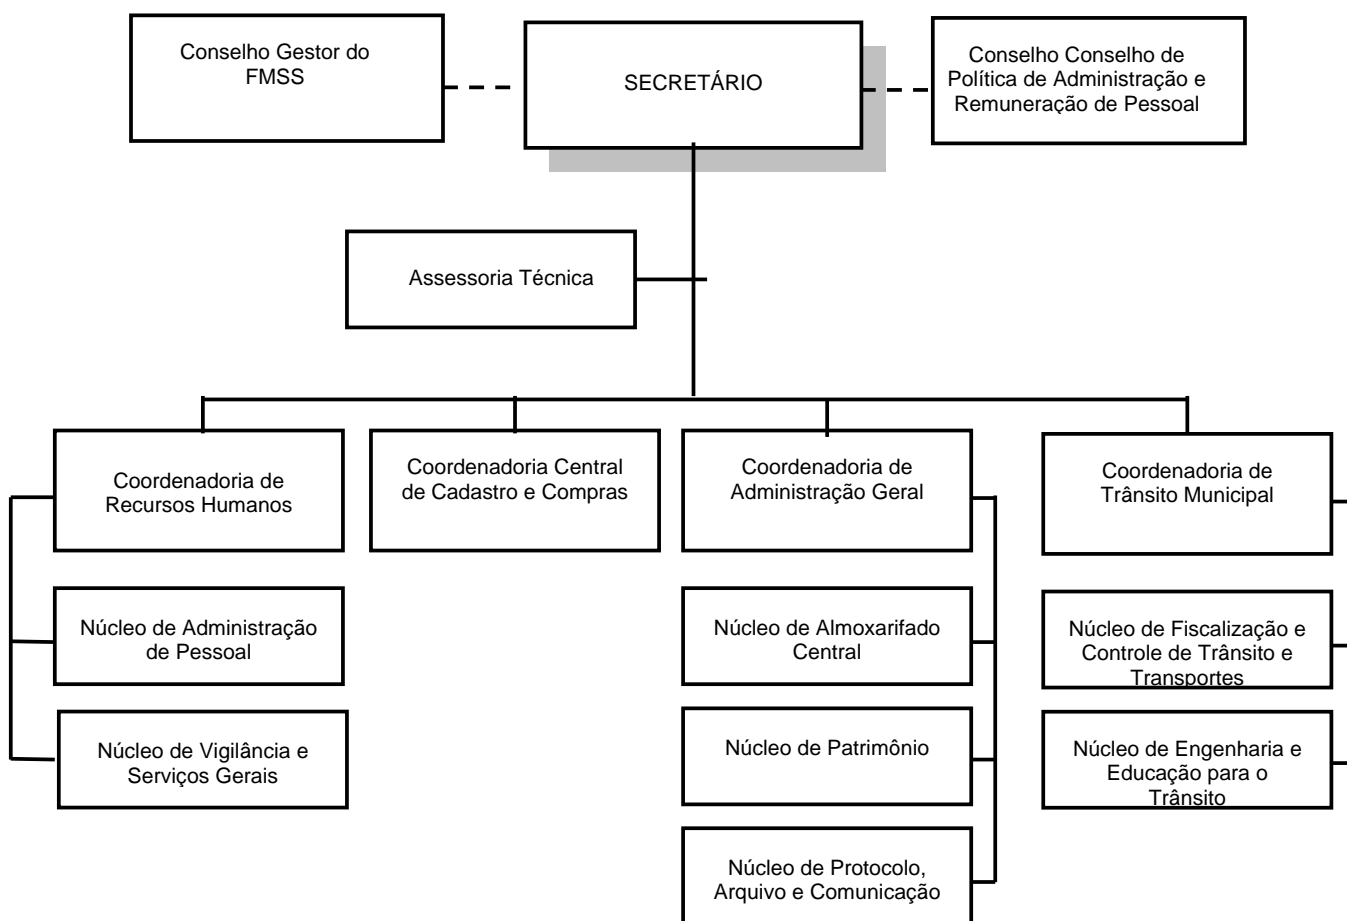 Conselho Gestor do
FMSS
SECRETÁRIO
Conselho Conselho de
Política de Administração e
Remuneração de Pessoal
Assessoria Técnica
Coordenadoria de
Recursos Humanos
Coordenadoria Central
de Cadastro e Compras
Coordenadoria de
Administração Geral
Coordenadoria de
Trânsito Municipal
Núcleo de Administração
de Pessoal
Núcleo de Almoxarifado
Central
Núcleo de Fiscalização e
Controle de Trânsito e
Transportes
Núcleo de Vigilância e
Serviços Gerais
Núcleo de Patrimônio
Núcleo de Engenharia e
Educação para o
Trânsito
Núcleo de Protocolo,
Arquivo e Comunicação